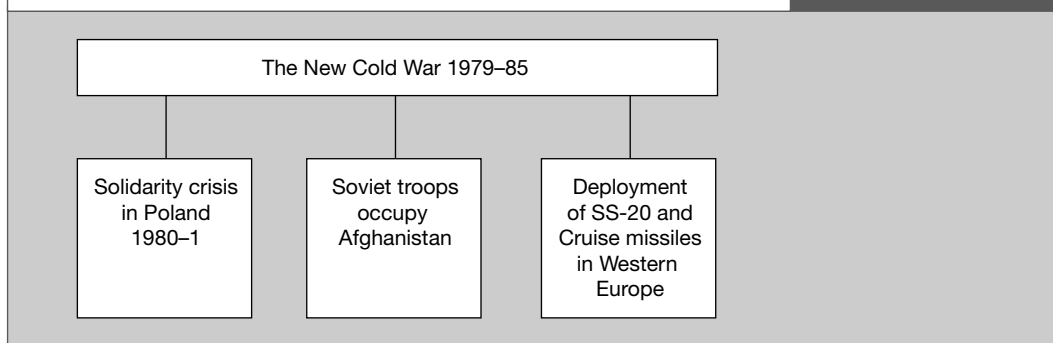 The New Cold War 1979–85
Solidarity crisis
in Poland
1980–1
Soviet troops
occupy
Afghanistan
Deployment
of SS-20 and
Cruise missiles
in Western
Europe